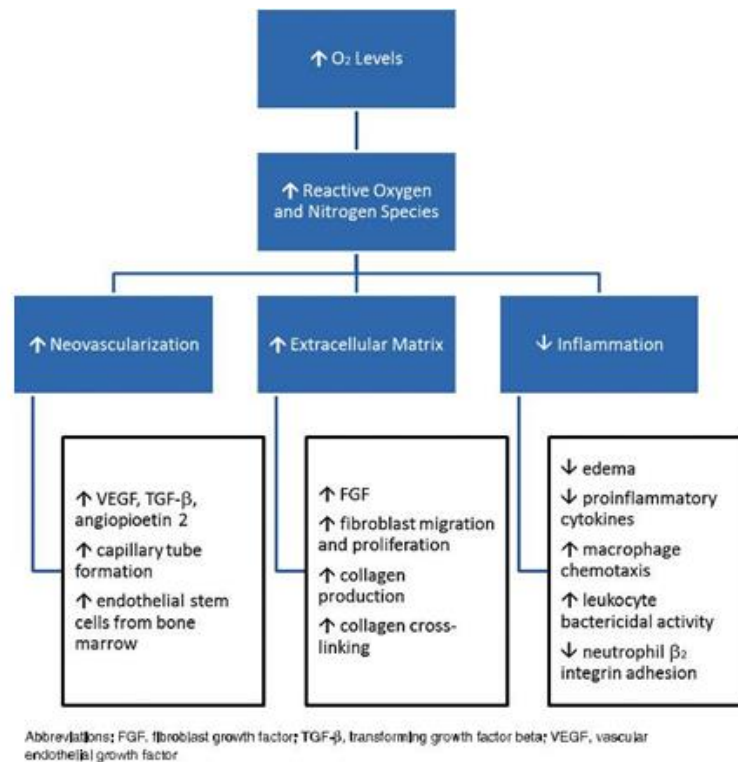 ↑ O₂ Levels
↑ Reactive Oxygen
and Nitrogen Species
↑ Neovascularization
↑ Extracellular Matrix
↓ Inflammation
↑ VEGF, TGF-β,
angiopioetin 2
↑ capillary tube
formation
↑ endothelial stem
cells from bone
marrow
↑ FGF
↑ fibroblast migration
and proliferation
↑ collagen
production
↑ collagen cross-
linking
↓ edema
↓ proinflammatory
cytokines
↑ macrophage
chemotaxis
↑ leukocyte
bactericidal activity
↓ neutrophil β₂
integrin adhesion
Abbreviations: FGF, fibroblast growth factor; TGF-β, transforming growth factor beta; VEGF, vascular
endothelial growth factor